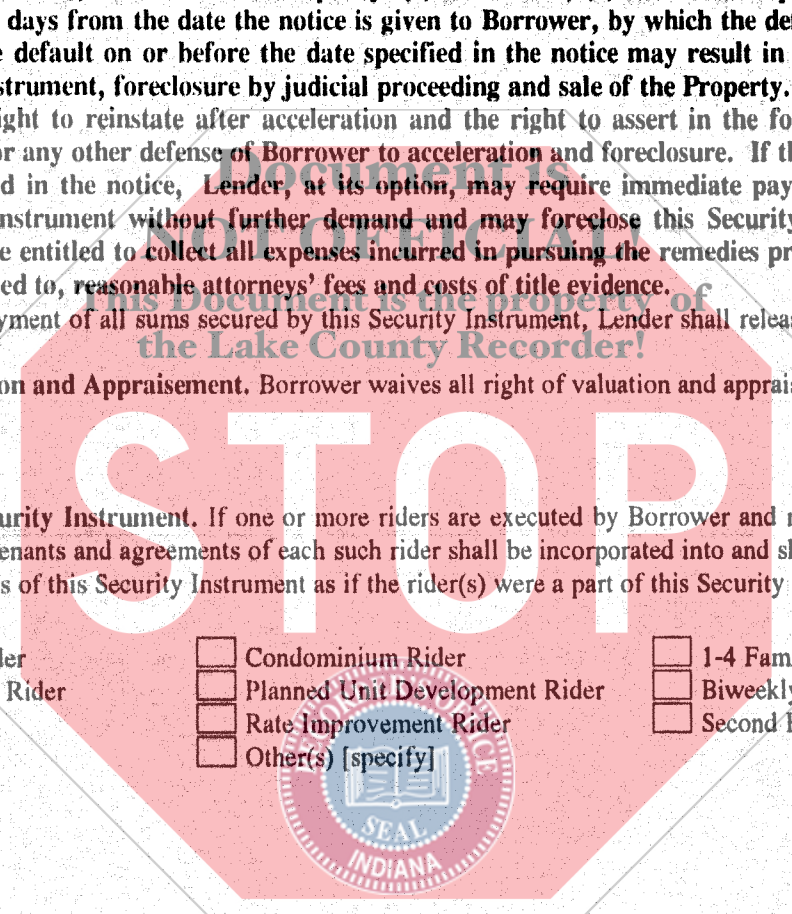 days from the date the notice is given to Borrower, by which the de
default on or before the date specified in the notice may result in
strument, foreclosure by judicial proceeding and sale of the Property.
ight to reinstate after acceleration and the right to assert in the fo
or any other defense of Borrower to acceleration and foreclosure. If t
d in the notice, Lender, at its option, may require immediate pay
nstrument without further demand and may foreclose this Security
e entitled to collect all expenses incurred in pursuing the remedies pr
ed to, reasonable attorneys' fees and costs of title evidence.
yment of all sums secured by this Security Instrument, Lender shall releas
on and Appraisement. Borrower waives all right of valuation and apprai
urity Instrument. If one or more riders are executed by Borrower and r
enants and agreements of each such rider shall be incorporated into and s
s of this Security Instrument as if the rider(s) were a part of this Security
der
Condominium Rider
1-4 Fam
Rider
Planned Unit Development Rider
Biweekly
Rate Improvement Rider
Second
Other(s) [specify]
Document is
NOT OFFICIAL!
This Document is the property of
the Lake County Recorder!
STOP
SEAL
INDIANA